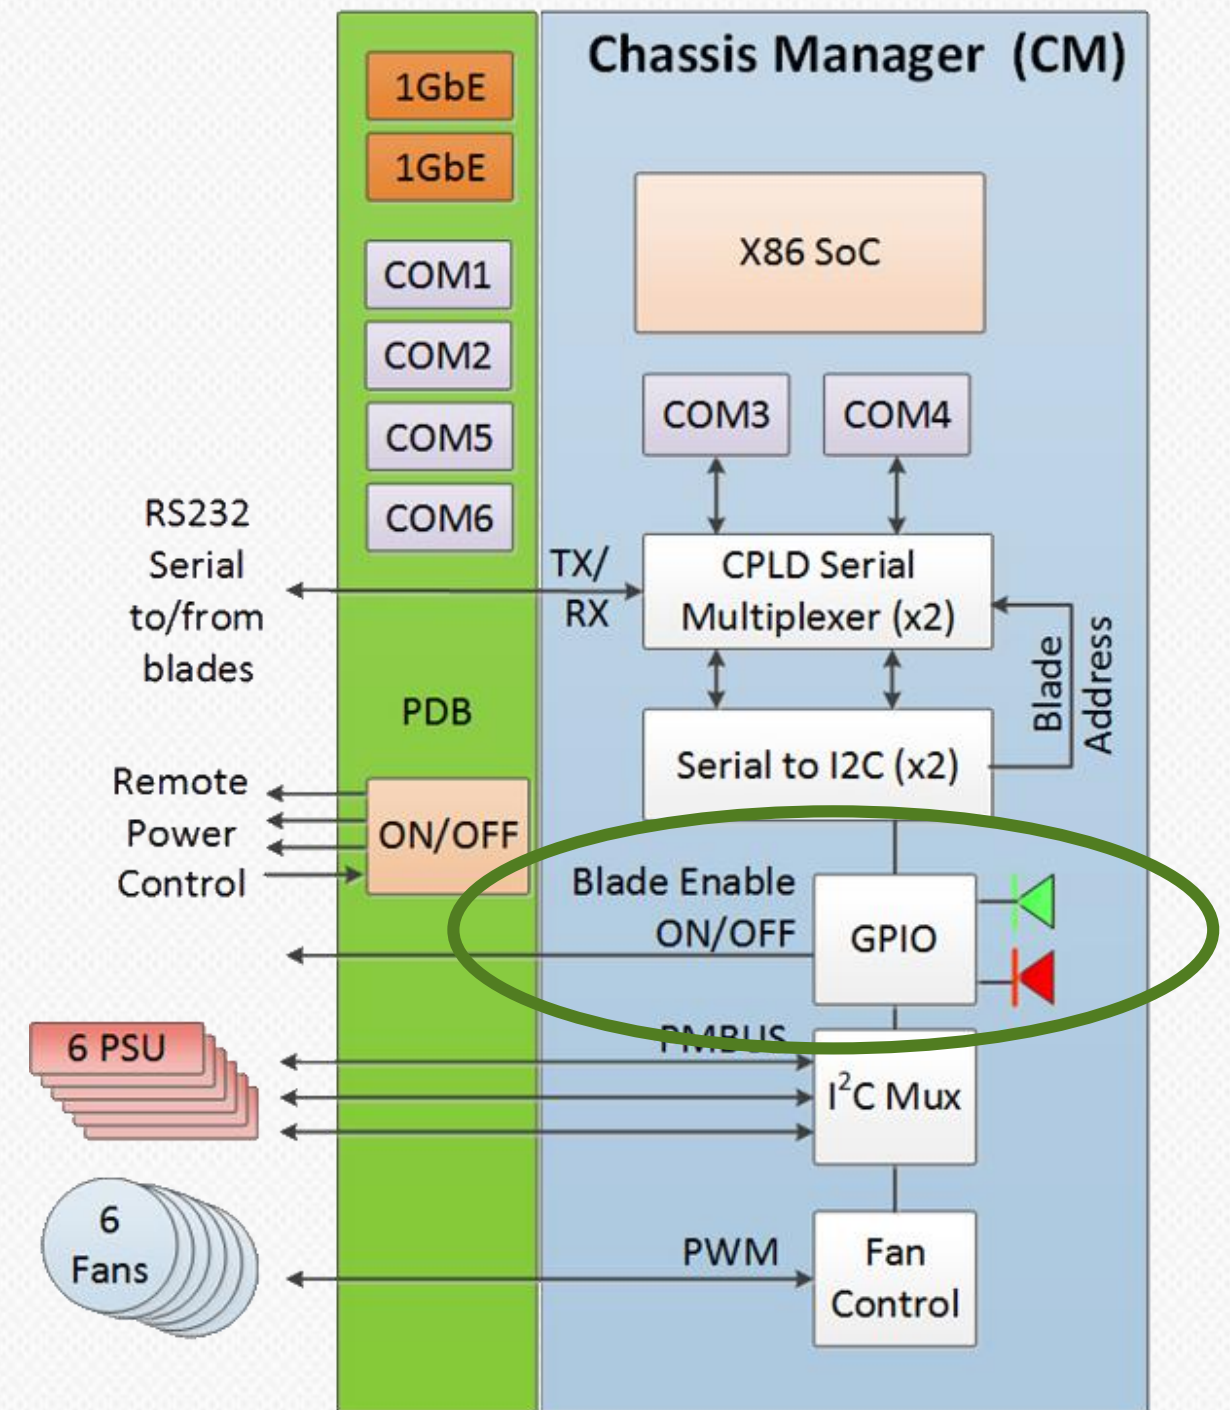 Chassis Manager (CM)
1GbE
1GbE
X86 SoC
COM1
COM2
COM5
COM6
COM3
COM4
RS232
Serial
to/from
blades
TX/
RX
CPLD Serial
Multiplexer (x2)
Blade
Address
PDB
Serial to I2C (x2)
Remote
Power
Control
ON/OFF
Blade Enable
ON/OFF
GPIO
6 PSU
PMBUS
I²C Mux
6
Fans
PWM
Fan
Control